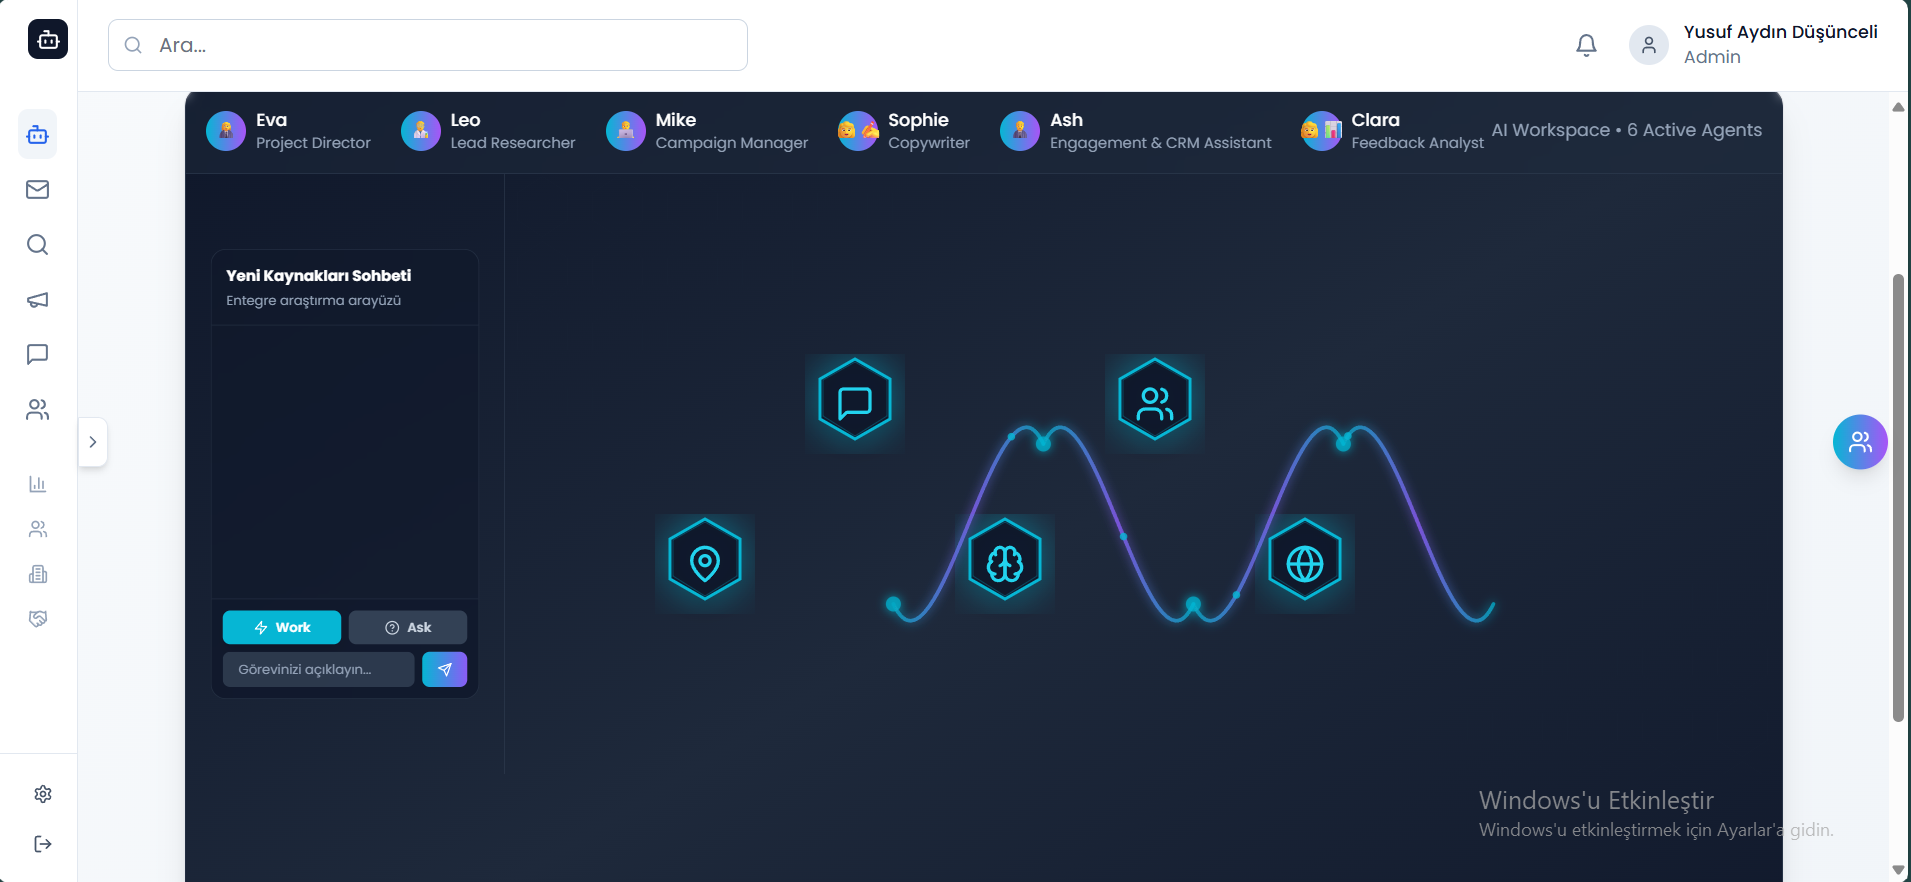 Ara...
Yusuf Aydın Düşünceli
Admin
Eva
Project Director
Leo
Lead Researcher
Mike
Campaign Manager
Sophie
Copywriter
Ash
Engagement & CRM Assistant
Clara
Feedback Analyst
AI Workspace • 6 Active Agents
Yeni Kaynakları Sohbeti
Entegre araştırma arayüzü
Work
Ask
Görevinizi açıklayın...
Windows'u Etkinleştir
Windows'u etkinleştirmek için Ayarlar'a gidin.